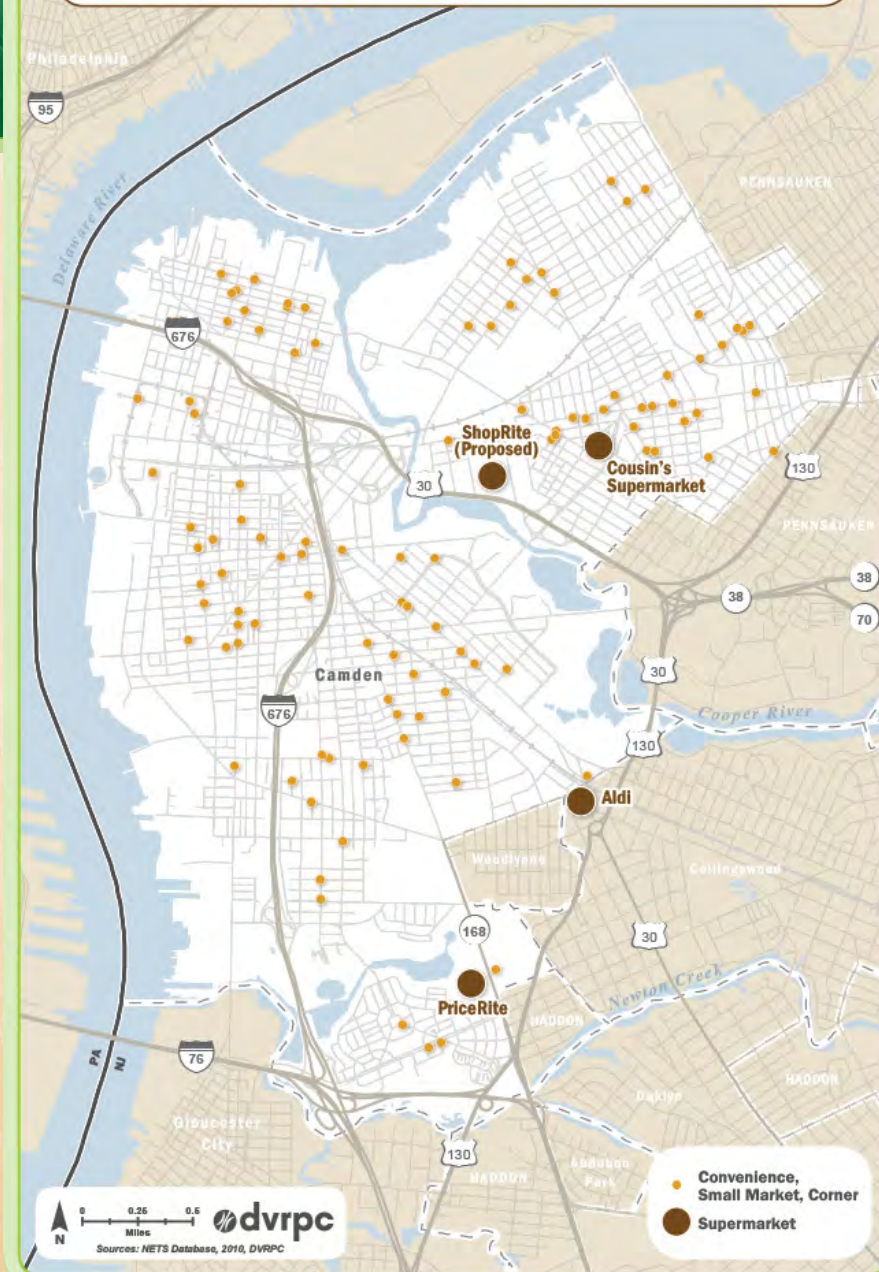 Philadelphia
95
Delaware River
PENNSAUKEN
676
ShopRite
(Proposed)
Cousin's
Supermarket
30
130
PENNSAUKEN
38
38
70
30
Camden
676
Cooper River
130
Aldi
Woodlynne
Collingswood
168
30
PriceRite
Newton Creek
HADDON
PA
NJ
76
HADDON
Oaklyn
Gloucester
City
130
HADDON
Audubon
Park
Convenience,
Small Market, Corner
Supermarket
N
0 0.25 0.5
Miles
dvrpc
Sources: NETS Database, 2010, DVRPC